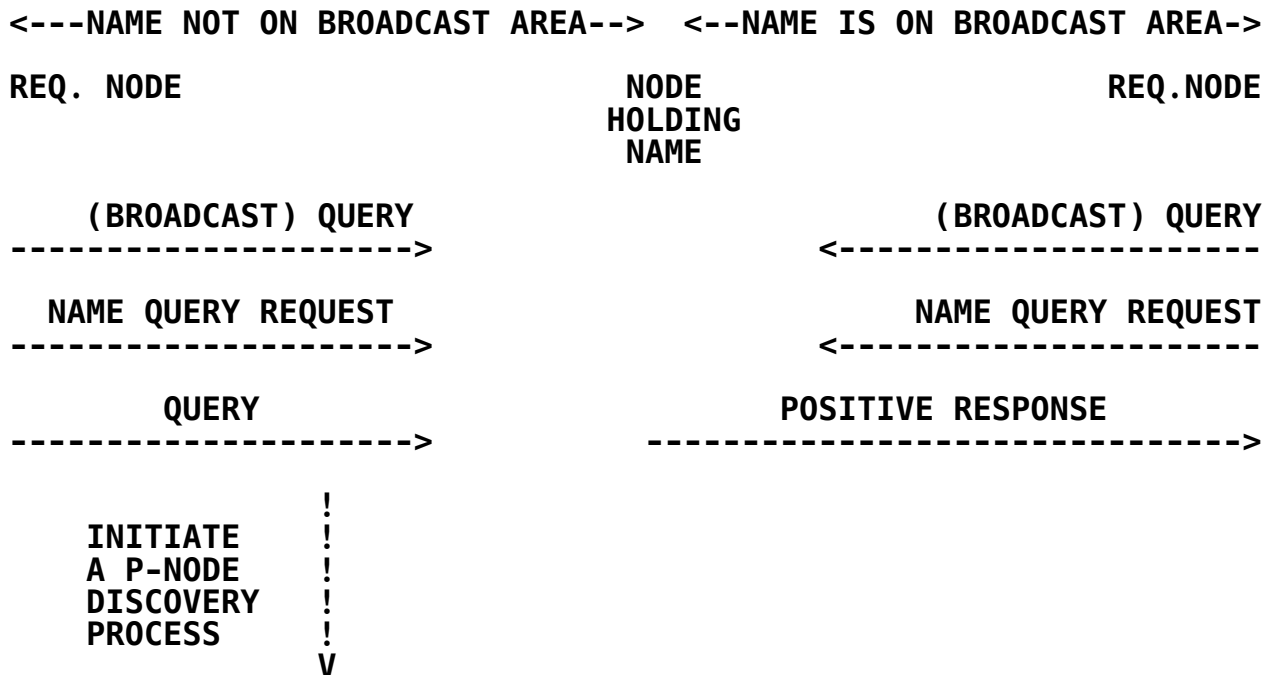 <---NAME NOT ON BROADCAST AREA--> <--NAME IS ON BROADCAST AREA->
REQ. NODE NODE REQ.NODE
HOLDING
NAME
(BROADCAST) QUERY (BROADCAST) QUERY
---------------------> <----------------------
NAME QUERY REQUEST NAME QUERY REQUEST
---------------------> <----------------------
QUERY POSITIVE RESPONSE
---------------------> ------------------------------->
!
INITIATE !
A P-NODE !
DISCOVERY !
PROCESS !
V